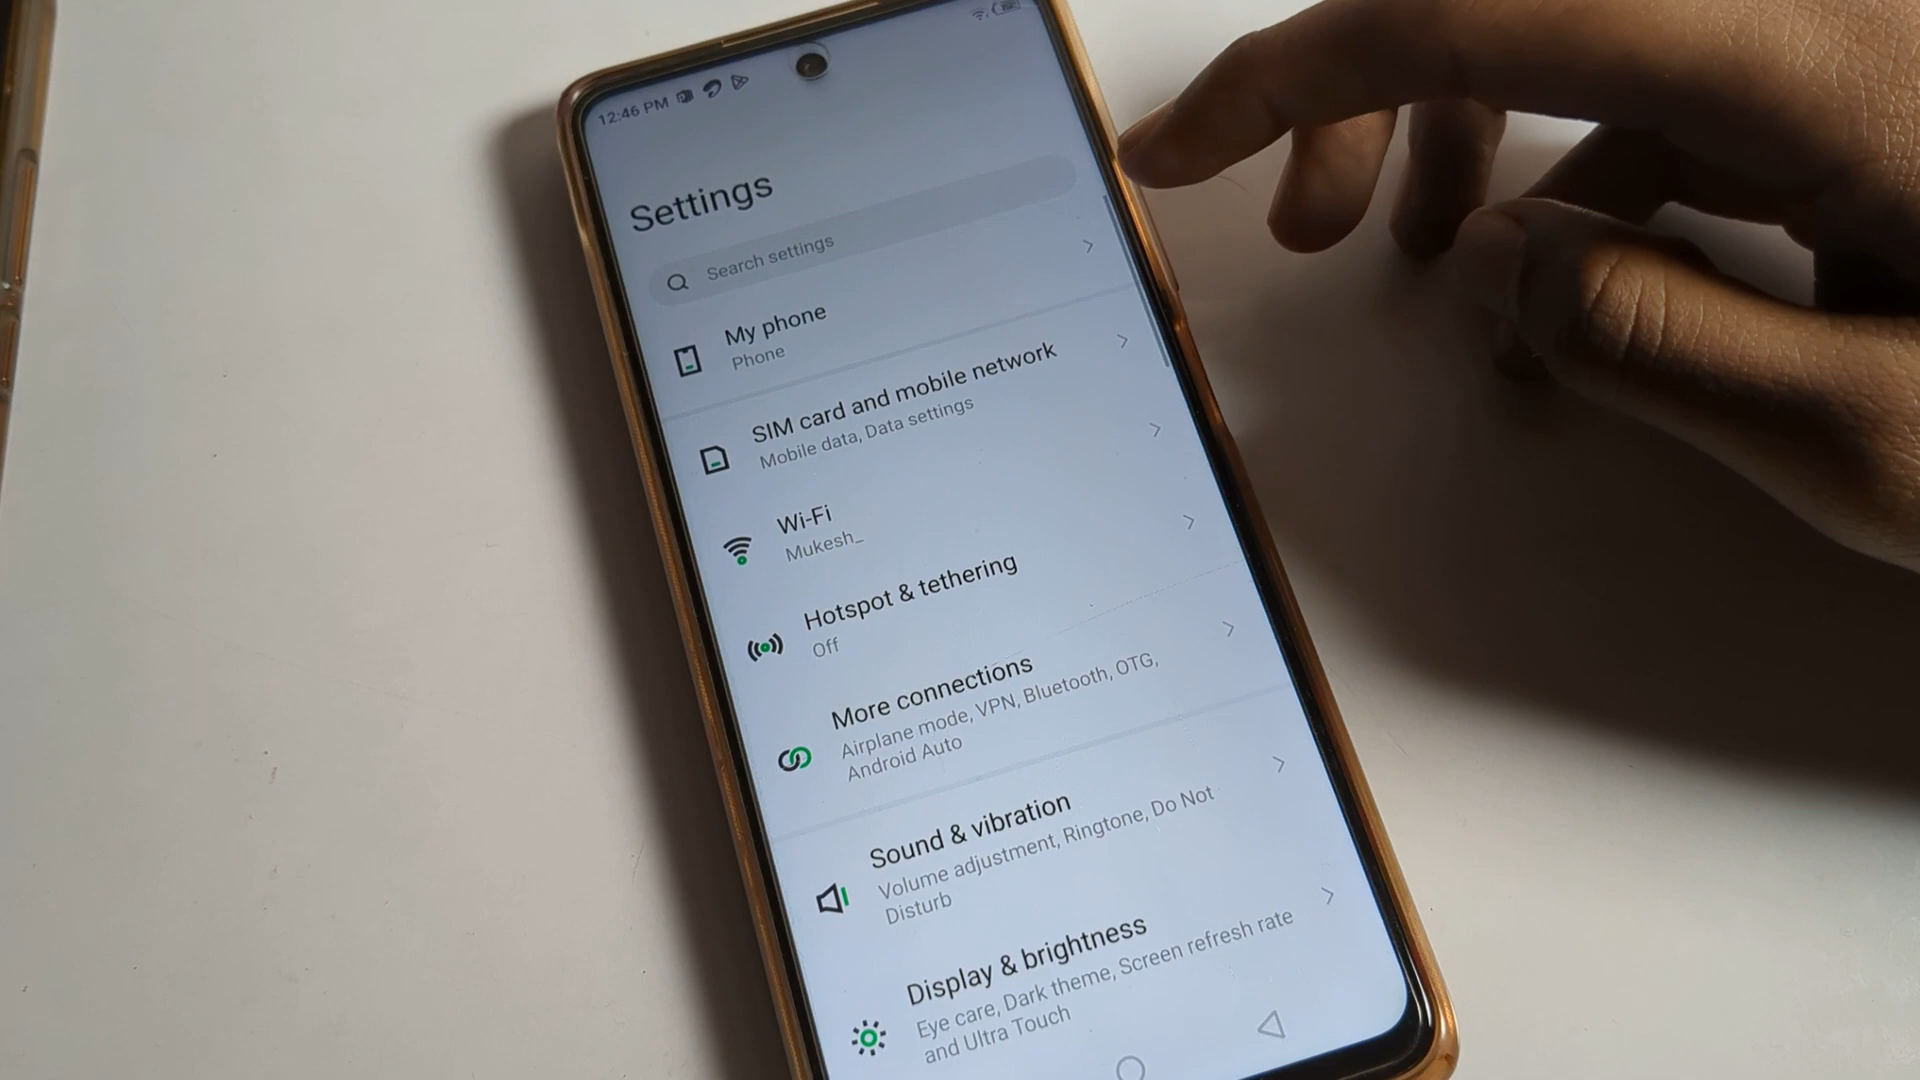 12:46 PM
Settings
Search settings
My phone
Phone
SIM card and mobile network
Mobile data, Data settings
Wi-Fi
Mukesh_
Hotspot & tethering
Off
More connections
Airplane mode, VPN, Bluetooth, OTG,
Android Auto
Sound & vibration
Volume adjustment, Ringtone, Do Not
Disturb
Display & brightness
Eye care, Dark theme, Screen refresh rate
and Ultra Touch